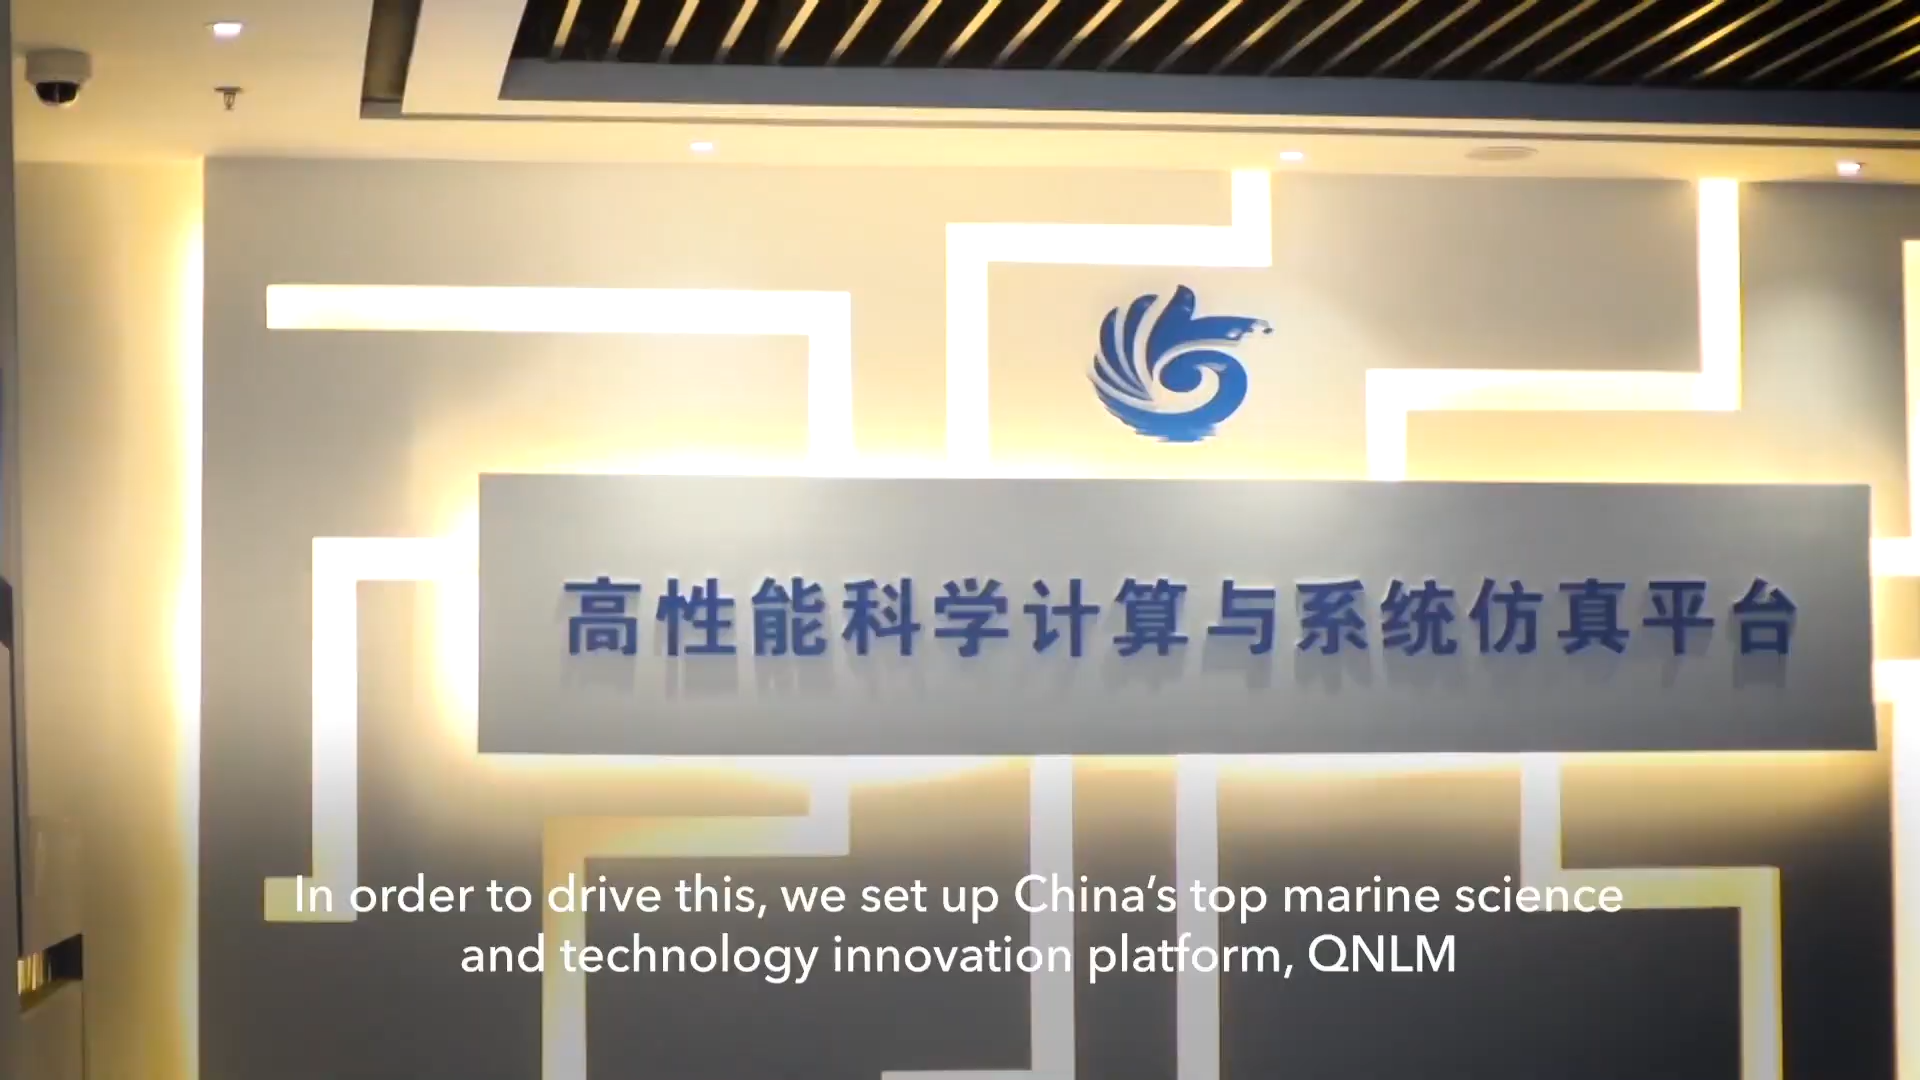 高性能科学计算与系统仿真平台
In order to drive this, we set up China's top marine science
and technology innovation platform, QNLM